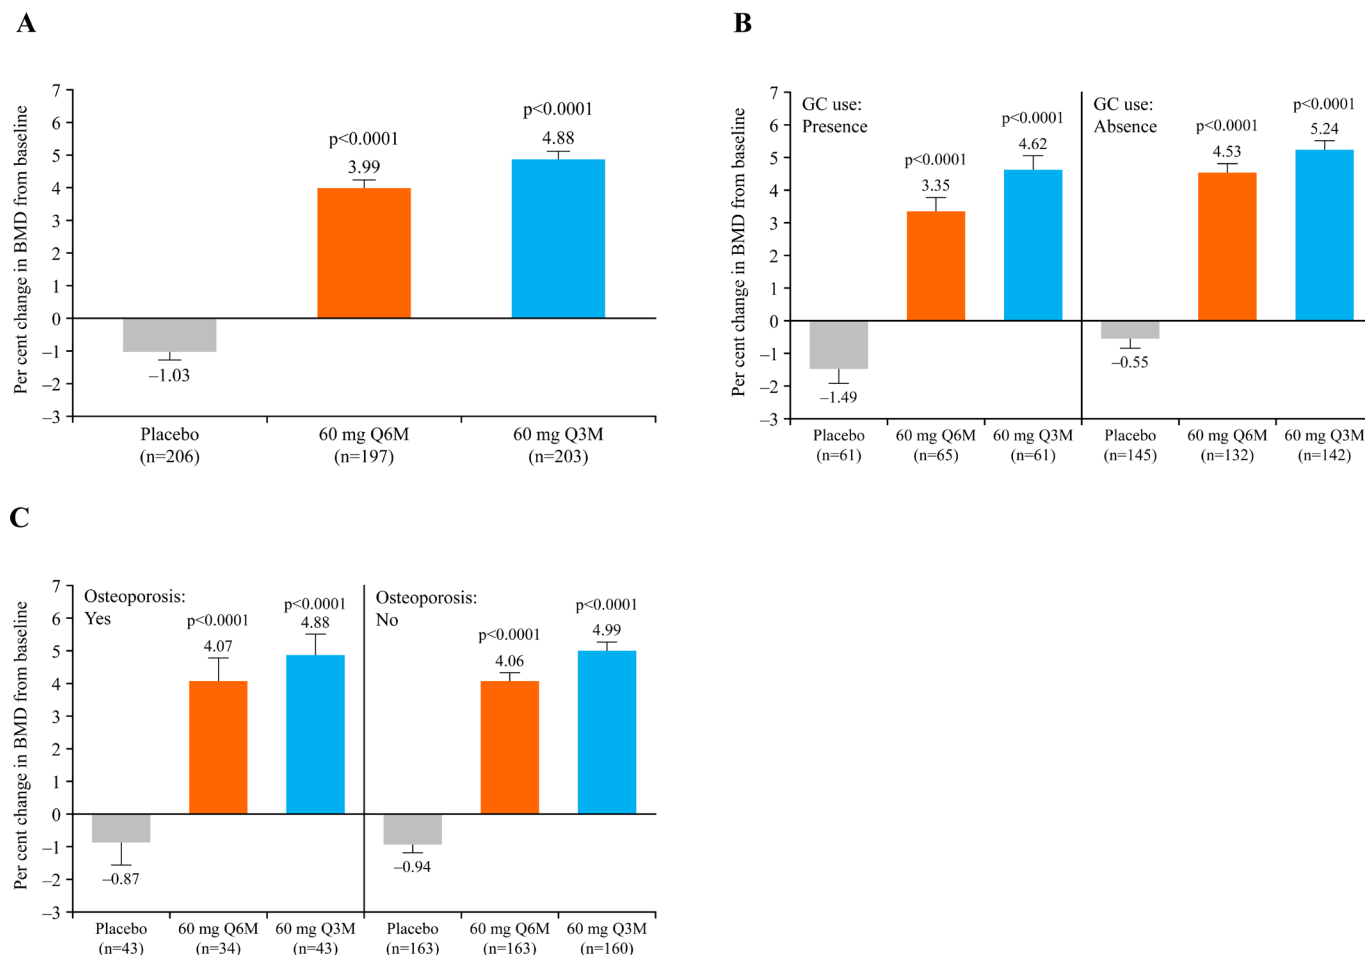 A
Per cent change in BMD from baseline
7
6
5
4
3
2
1
0
–1
–2
–3
p<0.0001
3.99
p<0.0001
4.88
–1.03
Placebo
(n=206)
60 mg Q6M
(n=197)
60 mg Q3M
(n=203)
B
Per cent change in BMD from baseline
7
6
5
4
3
2
1
0
–1
–2
–3
GC use:
Presence
p<0.0001
3.35
p<0.0001
4.62
–1.49
GC use:
Absence
p<0.0001
4.53
p<0.0001
5.24
–0.55
Placebo
(n=61)
60 mg Q6M
(n=65)
60 mg Q3M
(n=61)
Placebo
(n=145)
60 mg Q6M
(n=132)
60 mg Q3M
(n=142)
C
Per cent change in BMD from baseline
7
6
5
4
3
2
1
0
–1
–2
–3
Osteoporosis:
Yes
p<0.0001
4.07
p<0.0001
4.88
–0.87
Osteoporosis:
No
p<0.0001
4.06
p<0.0001
4.99
–0.94
Placebo
(n=43)
60 mg Q6M
(n=34)
60 mg Q3M
(n=43)
Placebo
(n=163)
60 mg Q6M
(n=163)
60 mg Q3M
(n=160)